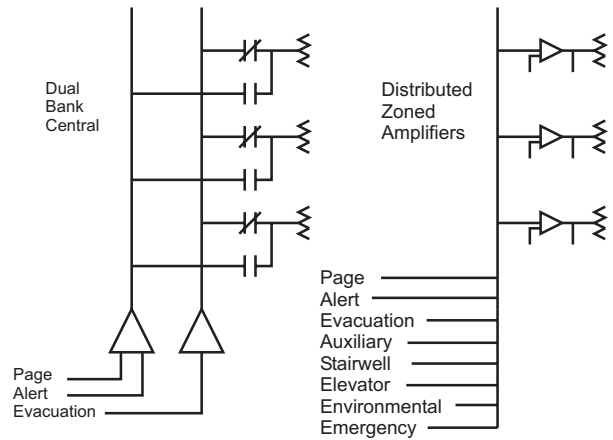 Dual
Bank
Central
Page
Alert
Evacuation
Distributed
Zoned
Amplifiers
Page
Alert
Evacuation
Auxiliary
Stairwell
Elevator
Environmental
Emergency